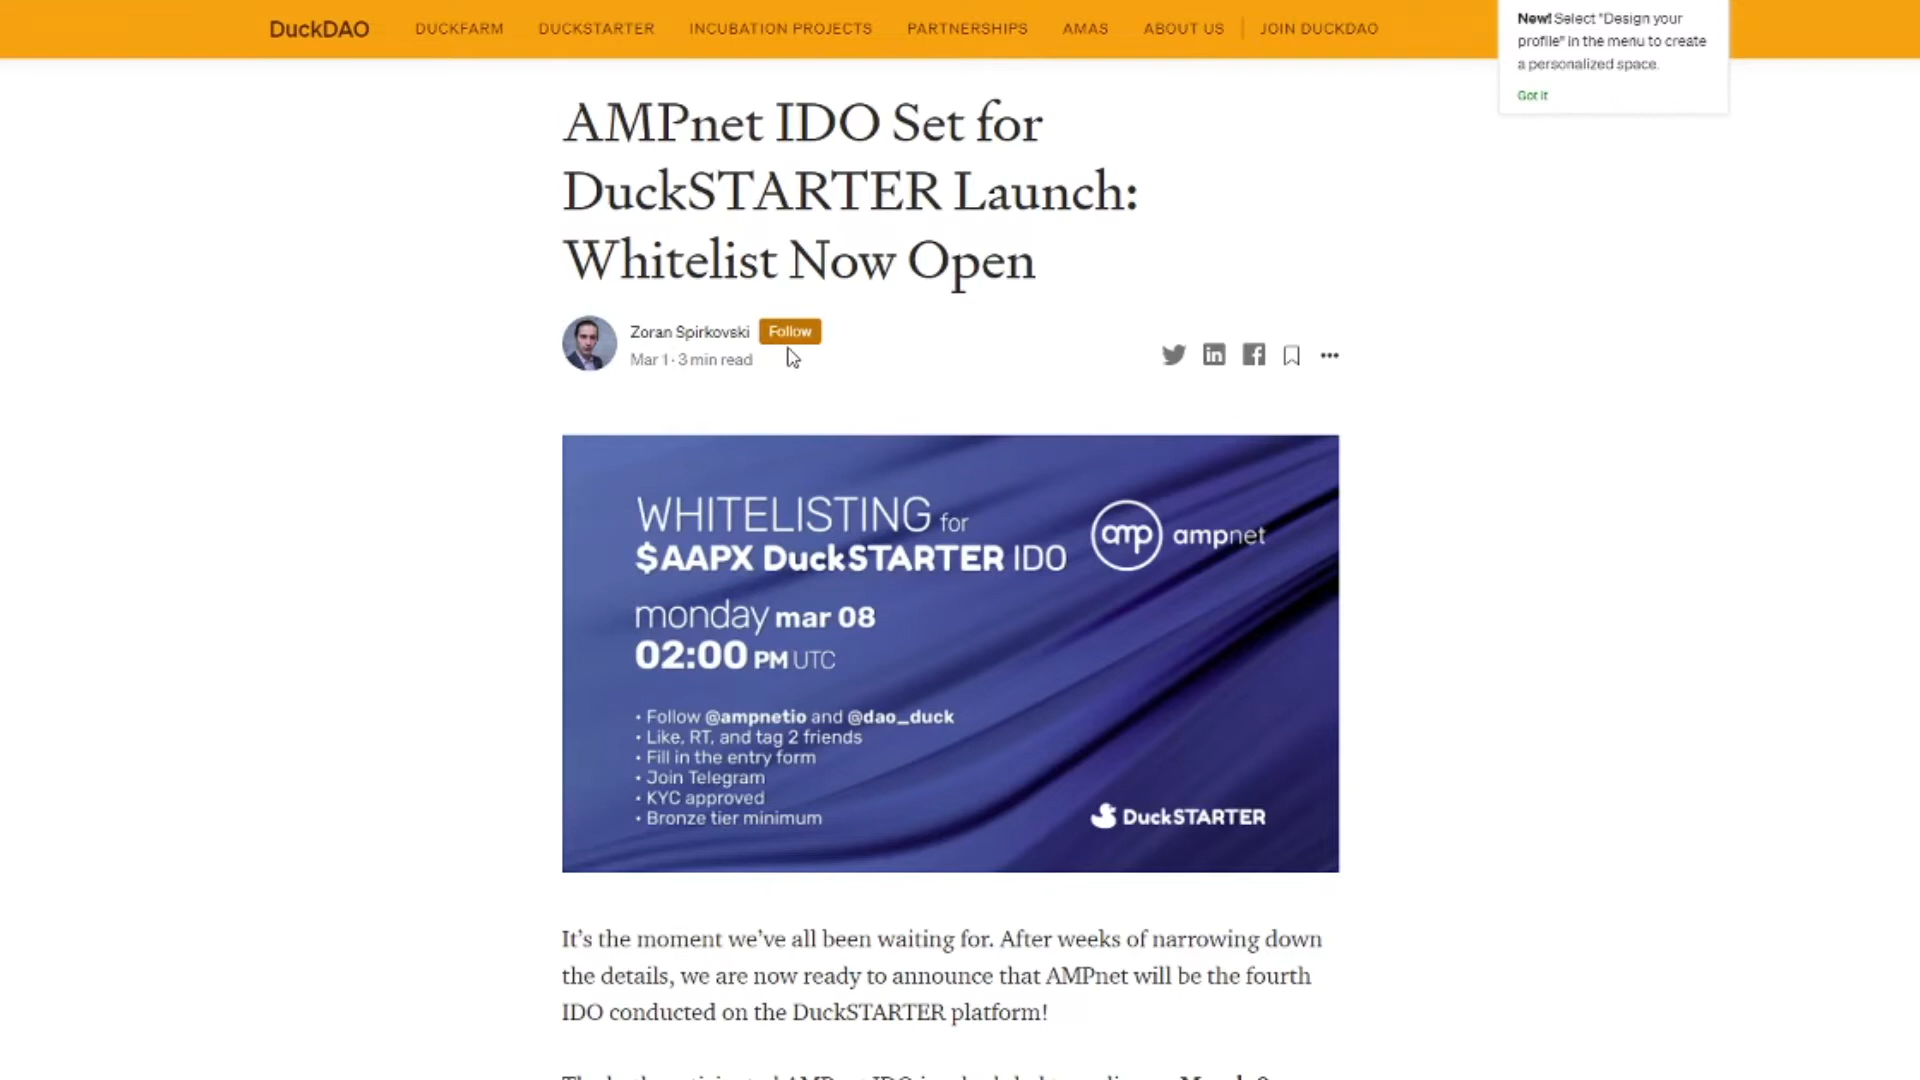 DuckDAO DUCKFARM DUCKSTARTER INCUBATION PROJECTS PARTNERSHIPS AMAS ABOUT US JOIN DUCKDAO
New! Select "Design your
profile" in the menu to create
a personalized space.
Got it
AMPnet IDO Set for
DuckSTARTER Launch:
Whitelist Now Open
Zoran Spirkovski Follow
Mar 1 · 3 min read
WHITELISTING for
$AAPX DuckSTARTER IDO
amp ampnet
monday mar 08
02:00 PM UTC
• Follow @ampnetio and @dao_duck
• Like, RT, and tag 2 friends
• Fill in the entry form
• Join Telegram
• KYC approved
• Bronze tier minimum
DuckSTARTER
It's the moment we've all been waiting for. After weeks of narrowing down
the details, we are now ready to announce that AMPnet will be the fourth
IDO conducted on the DuckSTARTER platform!